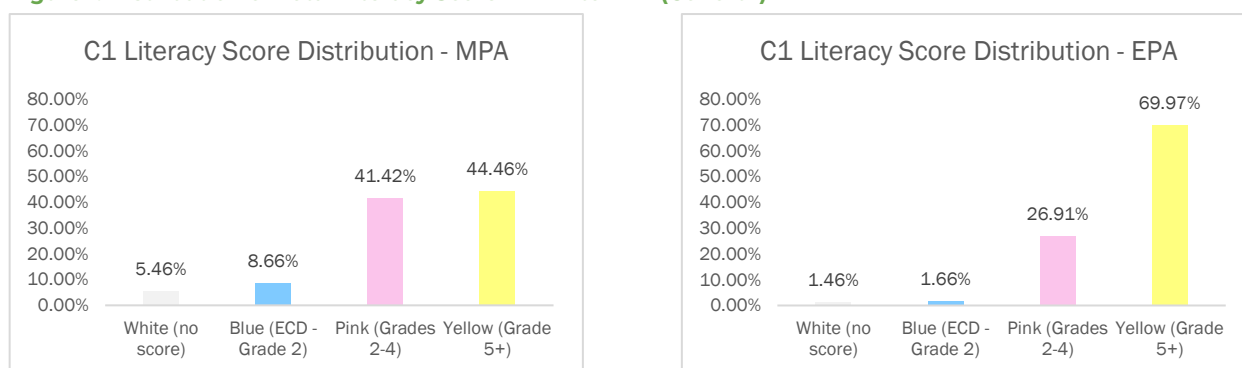 C1 Literacy Score Distribution - MPA
80.00%
70.00%
60.00%
50.00%
40.00%
30.00%
20.00%
10.00%
0.00%
5.46%
8.66%
41.42%
44.46%
White (no
score)
Blue (ECD -
Grade 2)
Pink (Grades
2-4)
Yellow (Grade
5+)
C1 Literacy Score Distribution - EPA
80.00%
70.00%
60.00%
50.00%
40.00%
30.00%
20.00%
10.00%
0.00%
1.46%
1.66%
26.91%
69.97%
White (no
score)
Blue (ECD -
Grade 2)
Pink (Grades
2-4)
Yellow (Grade
5+)